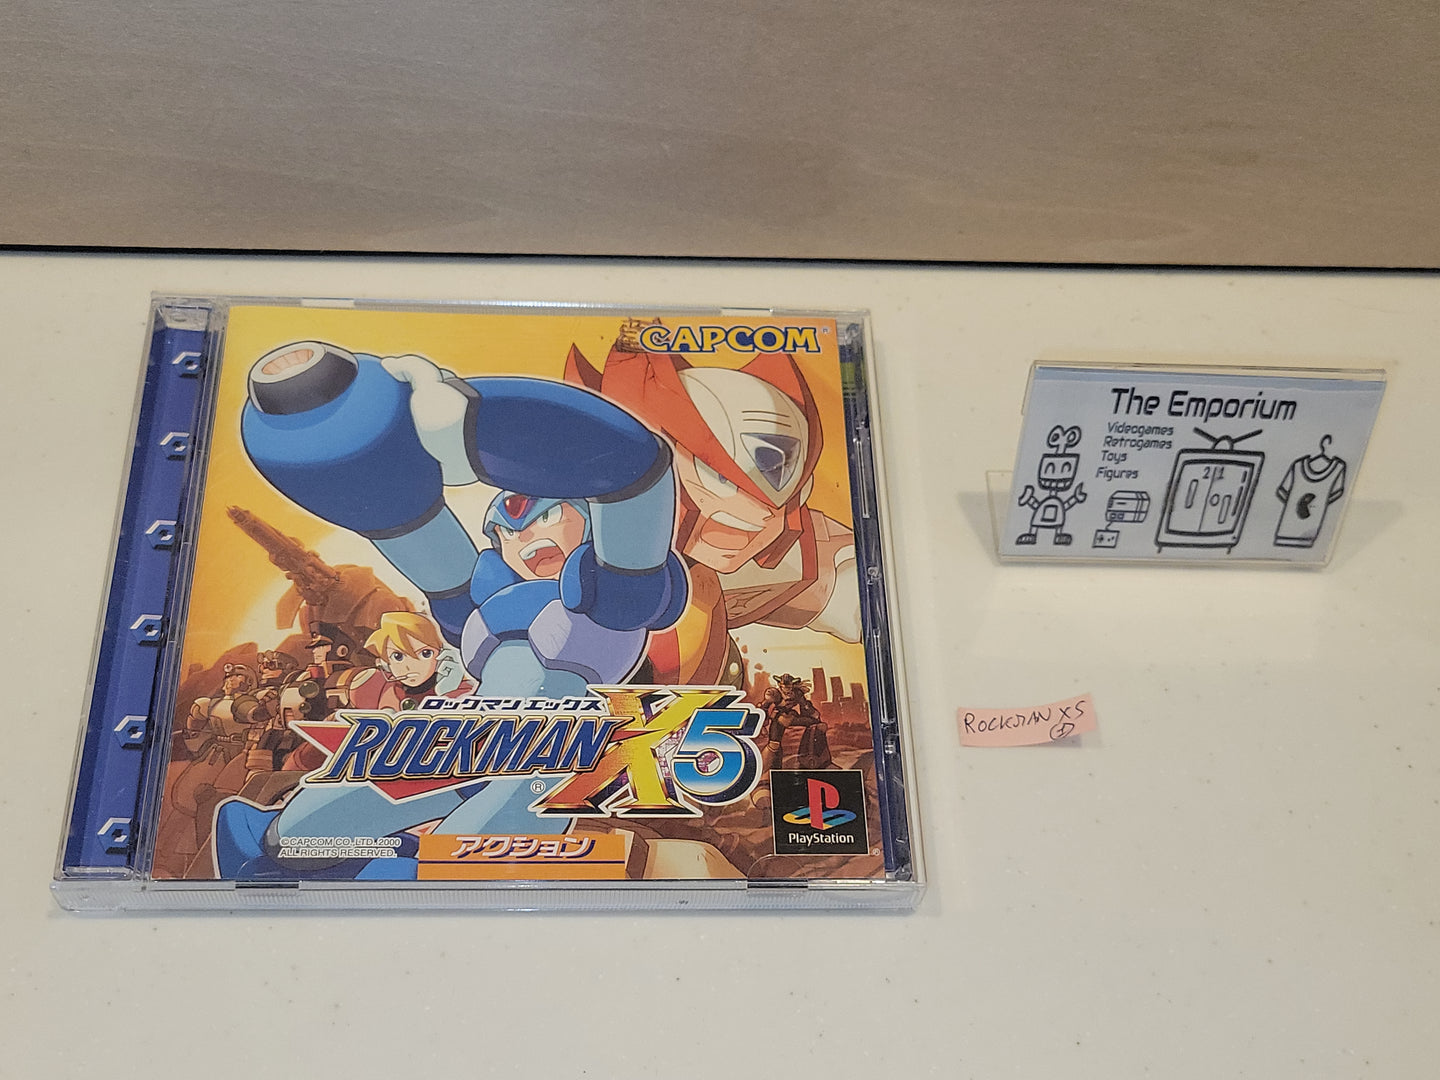 CAPCOM®
ロックマン エックス
ROCKMAN X5
®
©CAPCOM CO., LTD. 2000
ALL RIGHTS RESERVED.
アクション
PlayStation
®
The Emporium
Videogames
Retrogames
Toys
Figures
21
ROCKMAN X5